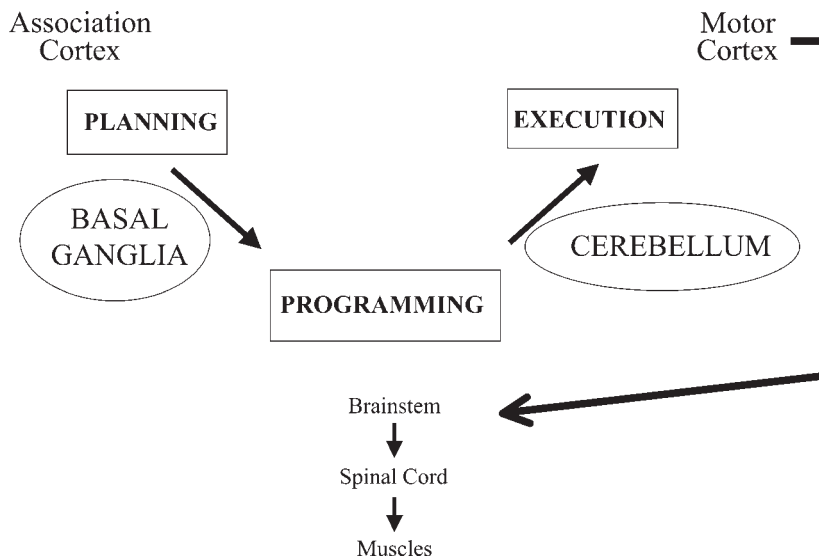 Association
Cortex
Motor
Cortex
PLANNING
EXECUTION
BASAL
GANGLIA
CEREBELLUM
PROGRAMMING
Brainstem
Spinal Cord
Muscles